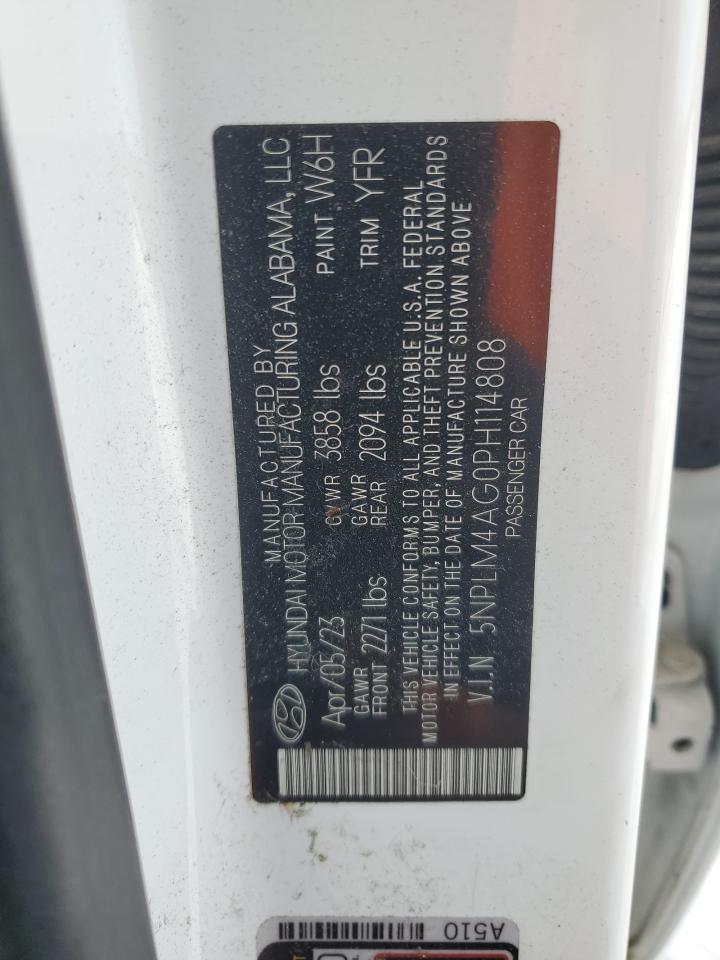 MANUFACTURED BY
HYUNDAI MOTOR MANUFACTURING ALABAMA, LLC
Apr/05/23 GVWR 3858 lbs PAINT W6H
GAWR FRONT 2271 lbs GAWR REAR 2094 lbs TRIM YFR
THIS VEHICLE CONFORMS TO ALL APPLICABLE U.S.A. FEDERAL
MOTOR VEHICLE SAFETY, BUMPER, AND THEFT PREVENTION STANDARDS
IN EFFECT ON THE DATE OF MANUFACTURE SHOWN ABOVE
V.I.N 5NPLM4AG0PH114808
PASSENGER CAR
A510